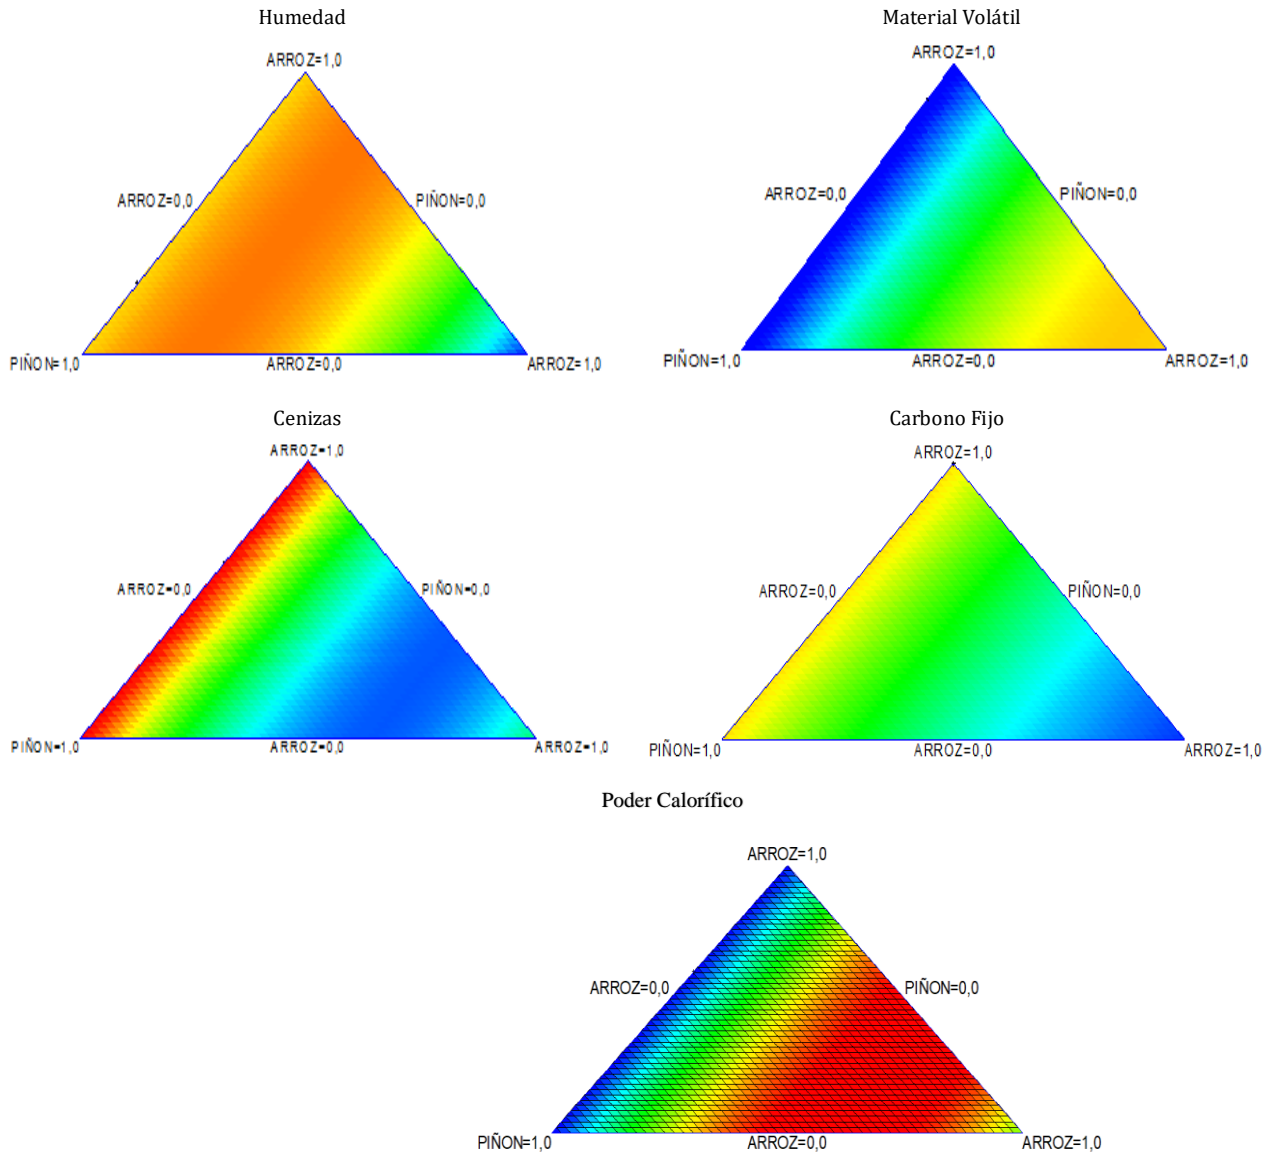 Humedad
ARROZ=1,0
ARROZ=0,0
PIÑON=0,0
PIÑON=1,0
ARROZ=0,0
ARROZ=1,0
Material Volátil
ARROZ=1,0
ARROZ=0,0
PIÑON=0,0
PIÑON=1,0
ARROZ=0,0
ARROZ=1,0
Cenizas
ARROZ=1,0
ARROZ=0,0
PIÑON=0,0
PIÑON=1,0
ARROZ=0,0
ARROZ=1,0
Carbono Fijo
ARROZ=1,0
ARROZ=0,0
PIÑON=0,0
PIÑON=1,0
ARROZ=0,0
ARROZ=1,0
Poder Calorífico
ARROZ=1,0
ARROZ=0,0
PIÑON=0,0
PIÑON=1,0
ARROZ=0,0
ARROZ=1,0